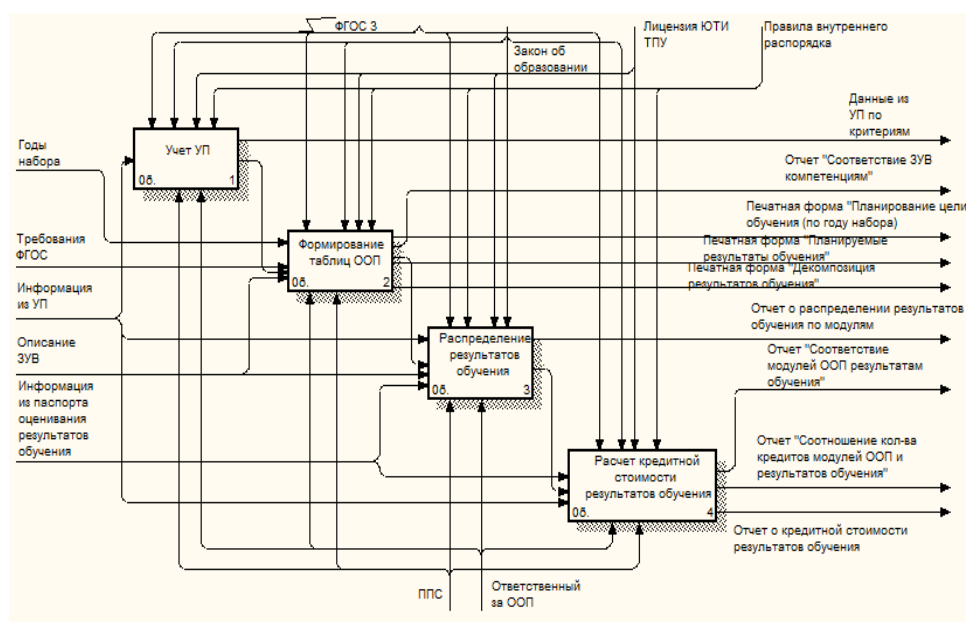 ФГОС 3
Закон об
образовании
Лицензия ЮТИ
ТПУ
Правила внутреннего
распорядка
Годы
набора
Требования
ФГОС
Информация
из УП
Описание
ЗУВ
Информация
из паспорта
оценивания
результатов
обучения
Учет УП
0б.
1
Формирование
таблиц ООП
0б.
2
Распределение
результатов
обучения
0б.
3
Расчет кредитной
стоимости
результатов обучения
0б.
4
Данные из
УП по
критериям
Отчет "Соответствие ЗУВ
компетенциям"
Печатная форма "Планирование цели
обучения (по году набора)
Печатная форма "Планируемые
результаты обучения"
Печатная форма "Декомпозиция
результатов обучения"
Отчет о распределении результатов
обучения по модулям
Отчет "Соответствие
модулей ООП результатам
обучения"
Отчет "Соотношение кол-ва
кредитов модулей ООП и
результатов обучения"
Отчет о кредитной стоимости
результатов обучения
ППС
Ответственный
за ООП